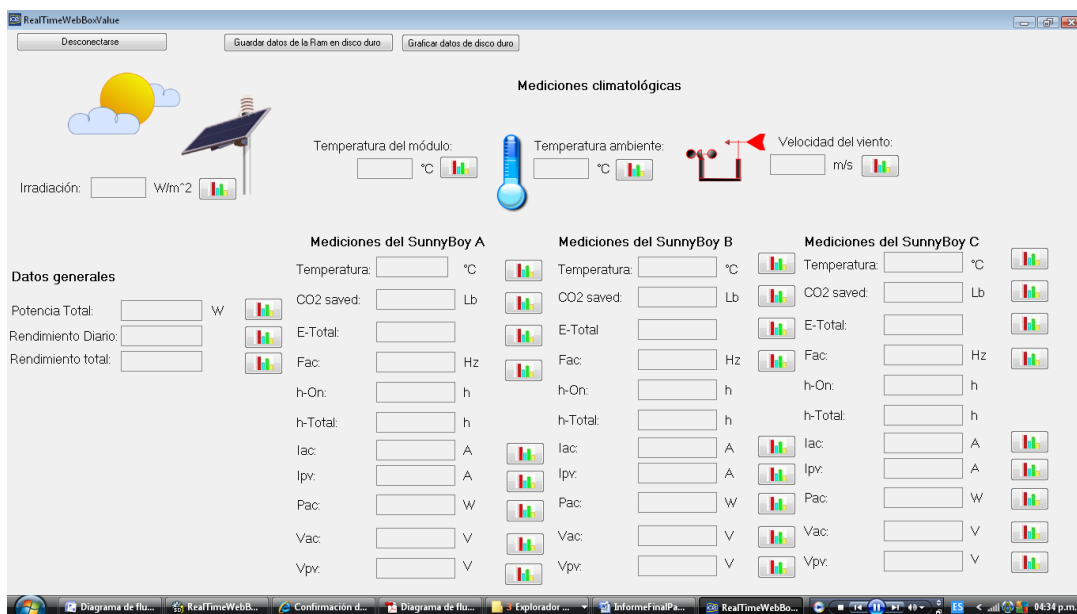 RealTimeWebBoxValue
Desconectarse Guardar datos de la Ram en disco duro Graficar datos de disco duro
Mediciones climatológicas
Temperatura del módulo: Temperatura ambiente: Velocidad del viento:
°C °C m/s
Irradiación: W/m^2
Mediciones del SunnyBoy A Mediciones del SunnyBoy B Mediciones del SunnyBoy C
Datos generales
Potencia Total: W
Rendimiento Diario:
Rendimiento total:
Temperatura: °C
CO2 saved: Lb
E-Total:
Fac: Hz
h-On: h
h-Total: h
Iac: A
Ipv: A
Pac: W
Vac: V
Vpv: V
Temperatura: °C
CO2 saved: Lb
E-Total
Fac: Hz
h-On: h
h-Total: h
Iac: A
Ipv: A
Pac: W
Vac: V
Vpv: V
Temperatura: °C
CO2 saved: Lb
E-Total:
Fac: Hz
h-On: h
h-Total: h
Iac: A
Ipv: A
Pac: W
Vac: V
Vpv: V
Diagrama de flu... RealTimeWebB... Confirmación d... Diagrama de flu... 3 Explorador ... InformeFinalPa... RealTimeWebBo... ES 04:34 p.m.